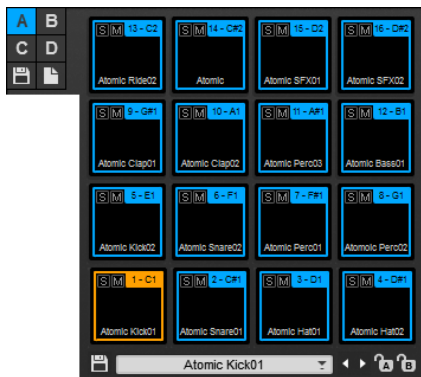 A B
C D
S M 13 - C2 S M 14 - C#2 S M 15 - D2 S M 16 - D#2
Atomic Ride02 Atomic Atomic SFX01 Atomic SFX02
S M 9 - G#1 S M 10 - A1 S M 11 - A#1 S M 12 - B1
Atomic Clap01 Atomic Clap02 Atomic Perc03 Atomic Bass01
S M 5 - E1 S M 6 - F1 S M 7 - F#1 S M 8 - G1
Atomic Kick02 Atomic Snare02 Atomic Perc01 Atomoic Perc02
S M 1 - C1 S M 2 - C#1 S M 3 - D1 S M 4 - D#1
Atomic Kick01 Atomic Snare01 Atomic Hat01 Atomic Hat02
Atomic Kick01 A B